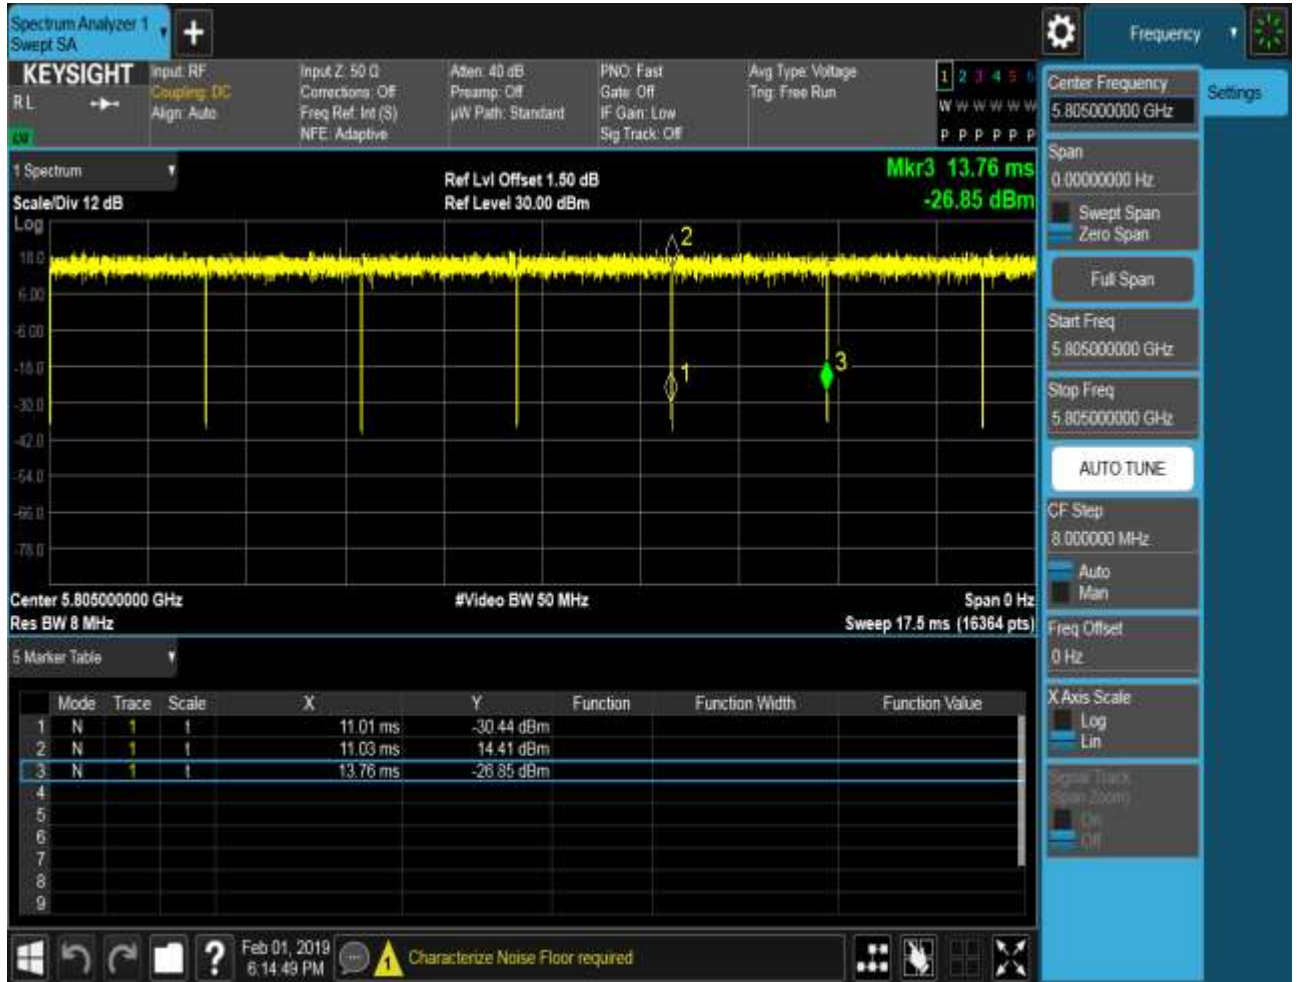 Spectrum Analyzer 1
Swept SA
+
Frequency
KEYSIGHT
R L
Input: RF
Coupling: DC
Align: Auto
Input Z: 50 Ω
Corrections: Off
Freq Ref: Int (S)
NFE: Adaptive
Atten: 40 dB
Preamp: Off
µW Path: Standard
PNO: Fast
Gate: Off
IF Gain: Low
Sig Track: Off
Avg Type: Voltage
Trig: Free Run
1 2 3 4 5 6
W W W W W W
P P P P P P
1 Spectrum
Scale/Div 12 dB
Ref Lvl Offset 1.50 dB
Ref Level 30.00 dBm
Mkr3 13.76 ms
-26.85 dBm
Log
18.0
6.00
-6.00
-18.0
-30.0
-42.0
-54.0
-66.0
-78.0
2
1
3
Center 5.805000000 GHz
#Video BW 50 MHz
Span 0 Hz
Res BW 8 MHz
Sweep 17.5 ms (16364 pts)
5 Marker Table
Mode Trace Scale X Y Function Function Width Function Value
1 N 1 t 11.01 ms -30.44 dBm
2 N 1 t 11.03 ms 14.41 dBm
3 N 1 t 13.76 ms -26.85 dBm
4
5
6
7
8
9
Center Frequency
5.805000000 GHz
Settings
Span
0.00000000 Hz
Swept Span
Zero Span
Full Span
Start Freq
5.805000000 GHz
Stop Freq
5.805000000 GHz
AUTO TUNE
CF Step
8.000000 MHz
Auto
Man
Freq Offset
0 Hz
X Axis Scale
Log
Lin
Signal Track
(Span Zoom)
On
Off
?
Feb 01, 2019
6:14:49 PM
1
Characterize Noise Floor required